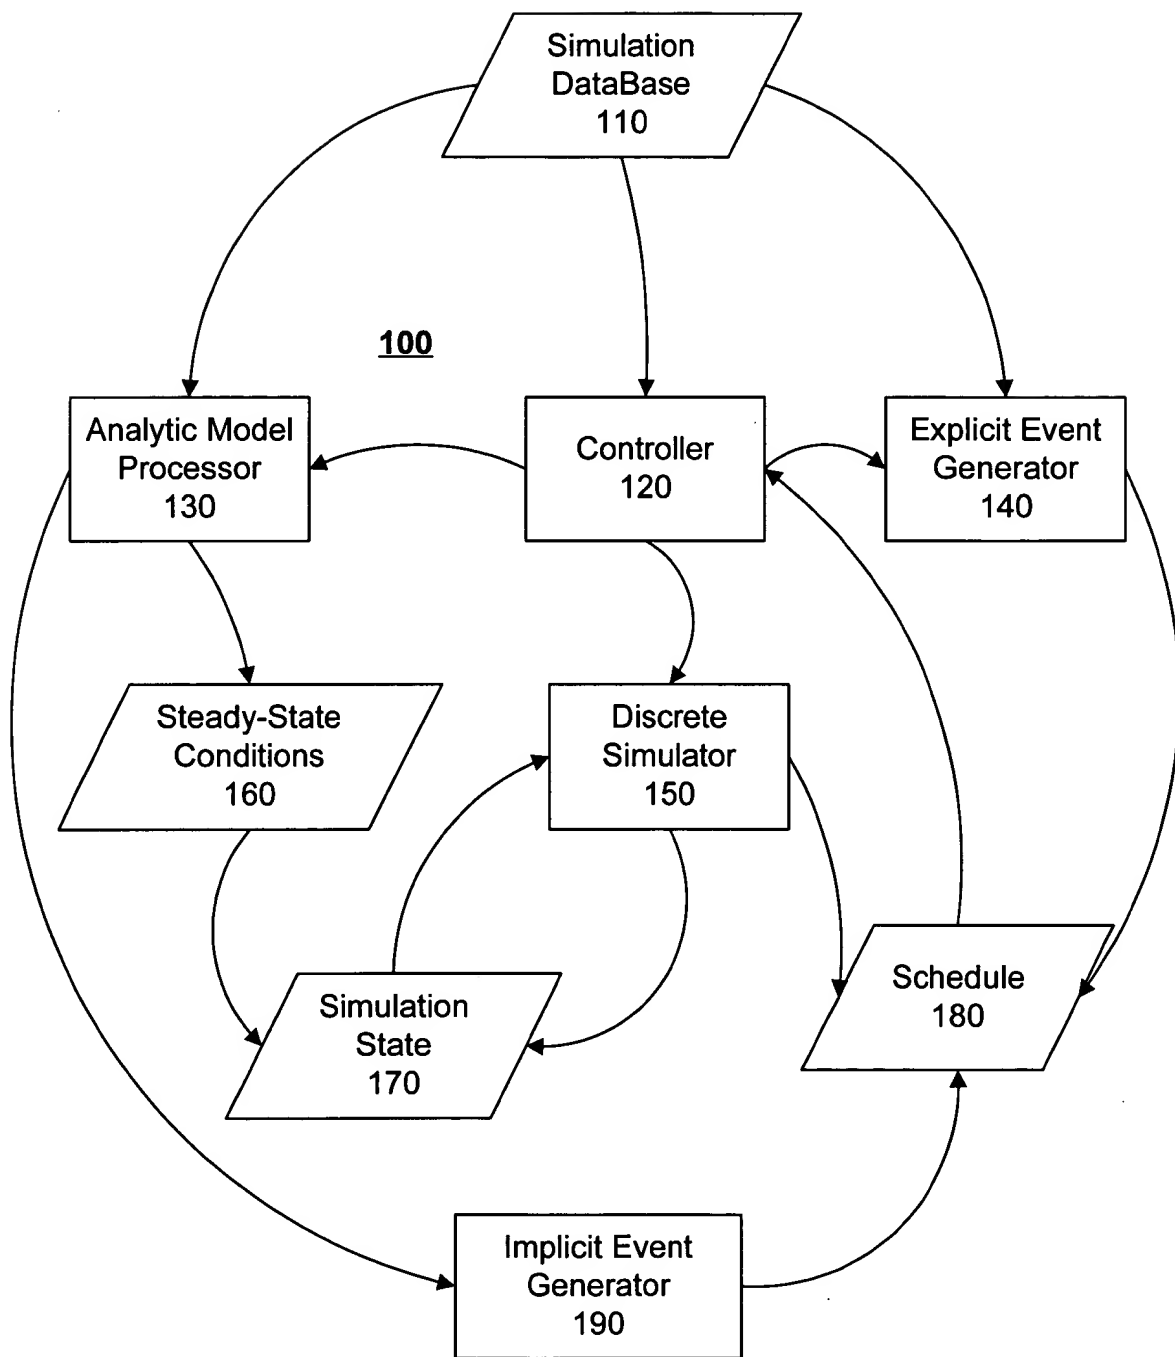 Simulation
DataBase
110
100
Analytic Model
Processor
130
Controller
120
Explicit Event
Generator
140
Steady-State
Conditions
160
Discrete
Simulator
150
Simulation
State
170
Schedule
180
Implicit Event
Generator
190